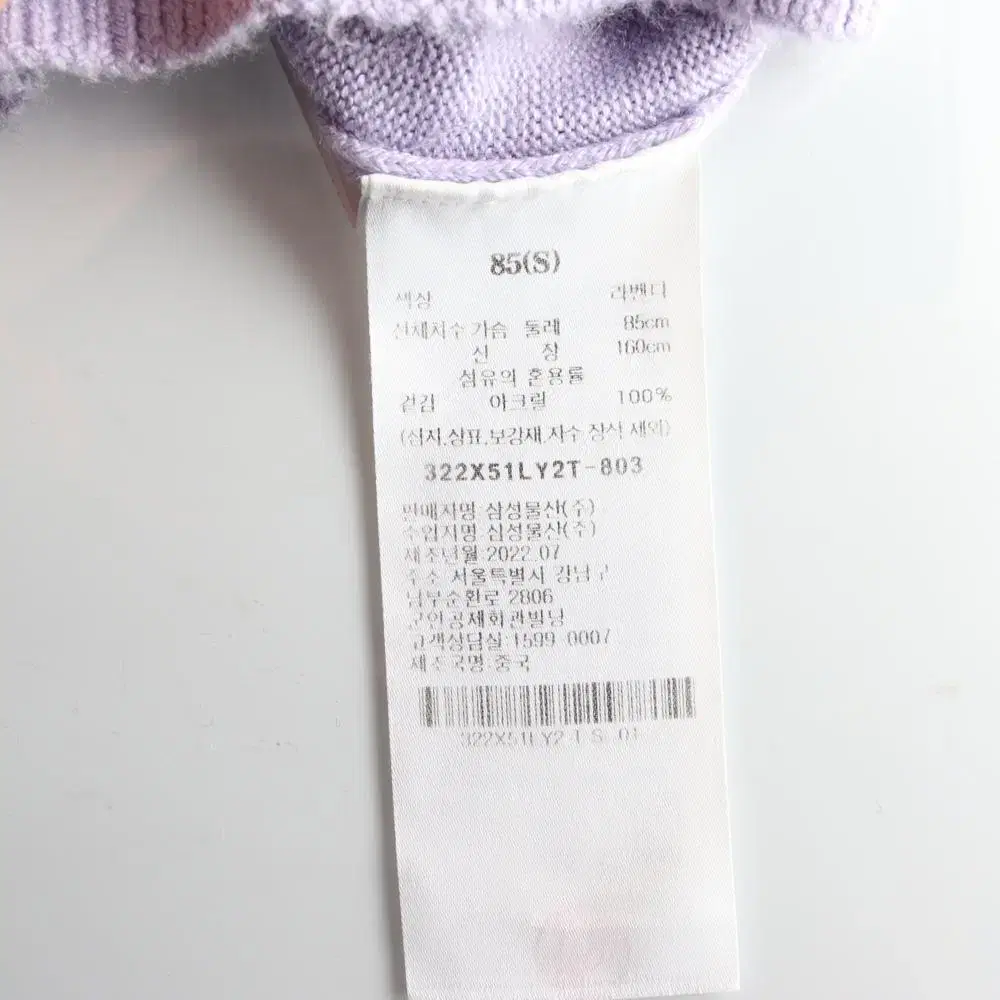 85(S)
색상 라벤더
신체치수 가슴 둘레 85cm
신 장 160cm
섬유의 혼용률
겉감 아크릴 100%
(심지,상표,보강재,자수 장식 제외)
322X51LY2T-803
판매자명 삼성물산(주)
수입자명 삼성물산(주)
제조년월:2022.07
주소 서울특별시 강남구
남부순환로 2806
군인공제회관빌딩
고객상담실:1599 0007
제조국명:중국
322X51LY2T S 01